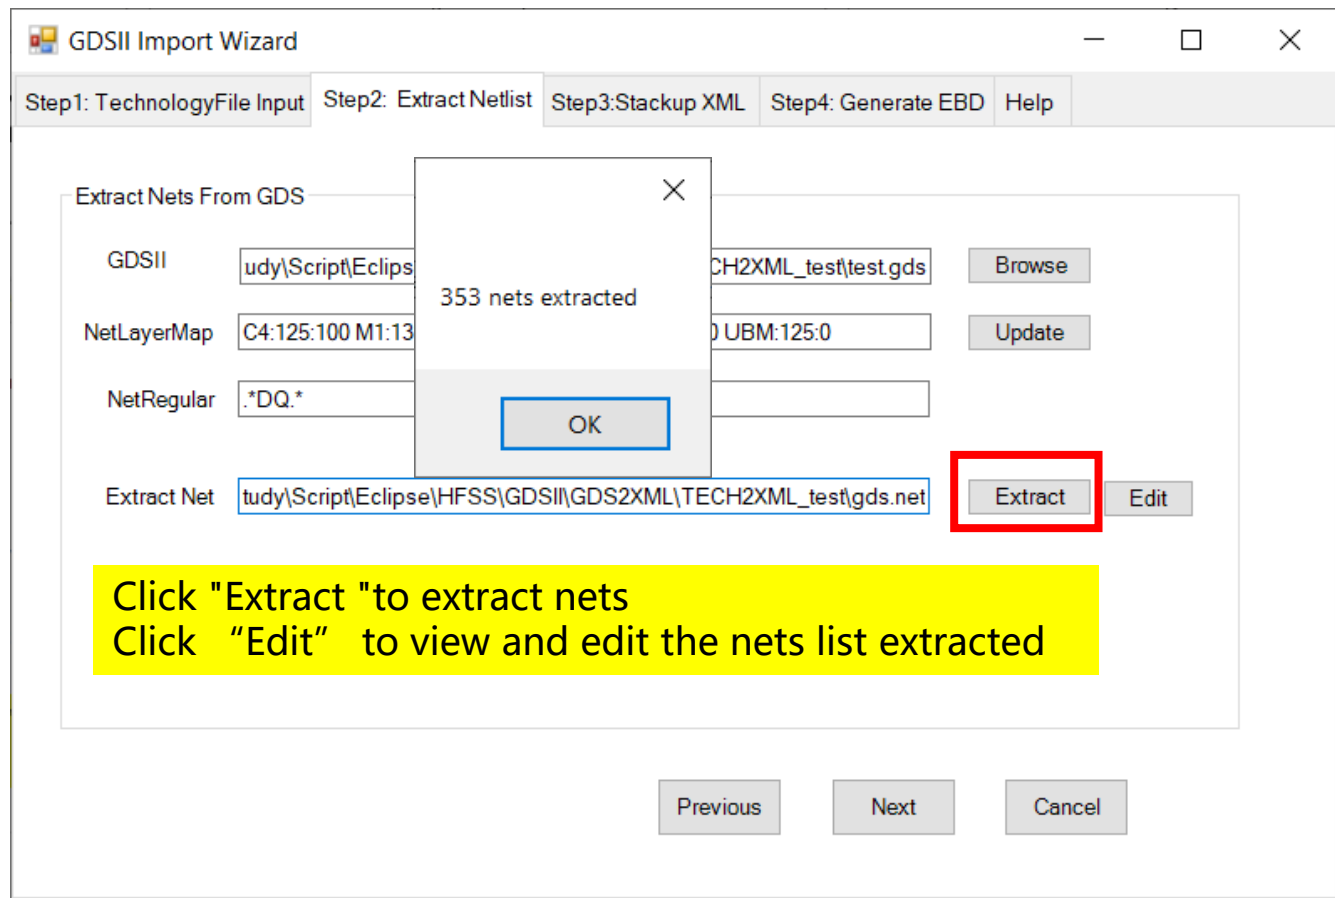 GDSII Import Wizard
Step1: TechnologyFile Input Step2: Extract Netlist Step3:Stackup XML Step4: Generate EBD Help
Extract Nets From GDS
GDSII udy\Script\Eclips CH2XML_test\test.gds Browse
353 nets extracted
NetLayerMap C4:125:100 M1:13 0 UBM:125:0 Update
NetRegular .*DQ.*
OK
Extract Net tudy\Script\Eclipse\HFSS\GDSII\GDS2XML\TECH2XML_test\gds.net Extract Edit
Click "Extract "to extract nets
Click “Edit” to view and edit the nets list extracted
Previous Next Cancel